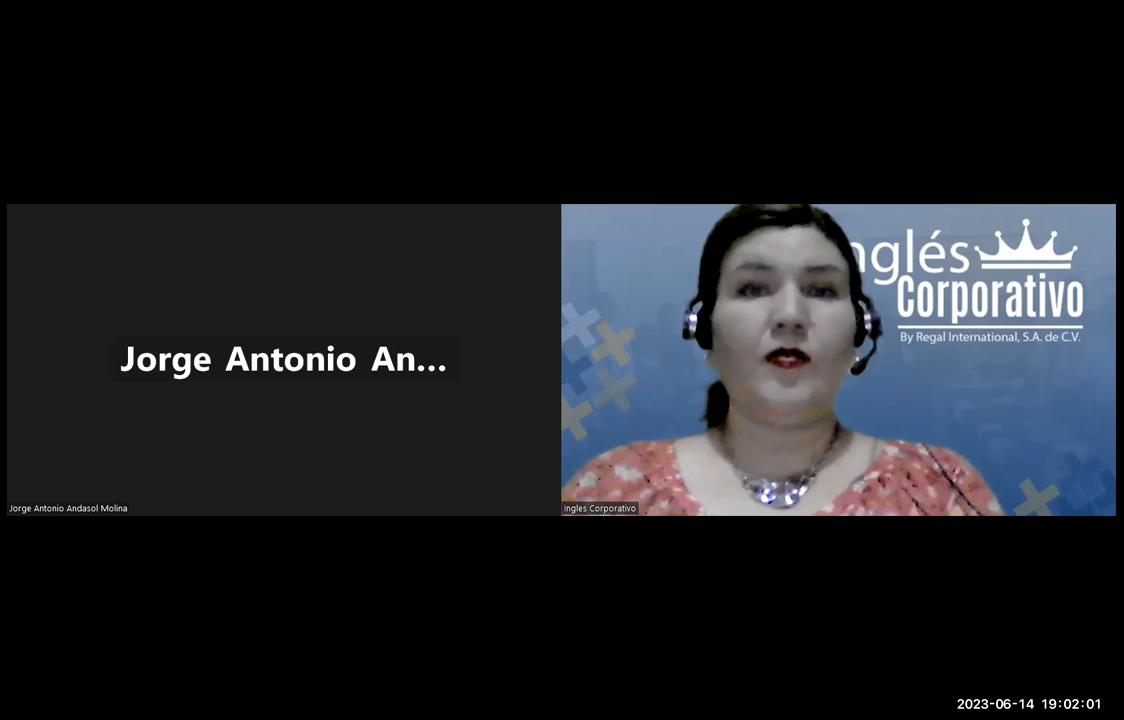 Jorge Antonio An...
Jorge Antonio Andasol Molina
nglés
Corporativo
By Regal International, S.A. de C.V.
Ingles Corporativo
2023-06-14 19:02:01